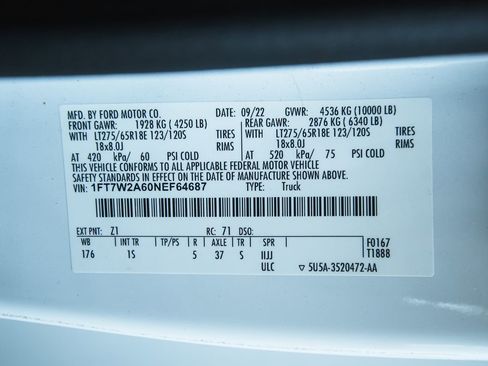 MFD. BY FORD MOTOR CO. 09/22 GVWR: 4536 KG (10000 LB)
FRONT GAWR: 1928 KG ( 4250 LB) REAR GAWR: 2876 KG ( 6340 LB)
WITH LT275/65R18E 123/120S TIRES WITH LT275/65R18E 123/120S TIRES
18x8.0J RIMS 18x8.0J RIMS
AT 420 kPa/ 60 PSI COLD AT 520 kPa/ 75 PSI COLD
THIS VEHICLE CONFORMS TO ALL APPLICABLE FEDERAL MOTOR VEHICLE
SAFETY STANDARDS IN EFFECT ON THE DATE OF MANUFACTURE SHOWN ABOVE.
VIN: 1FT7W2A60NEF64687 TYPE: Truck
EXT PNT: Z1 RC: 71 DSO:
WB INT TR TP/PS R AXLE TR SPR F0167
176 1S 5 37 S IIJJ T1888
ULC ▽ 5U5A-3520472-AA